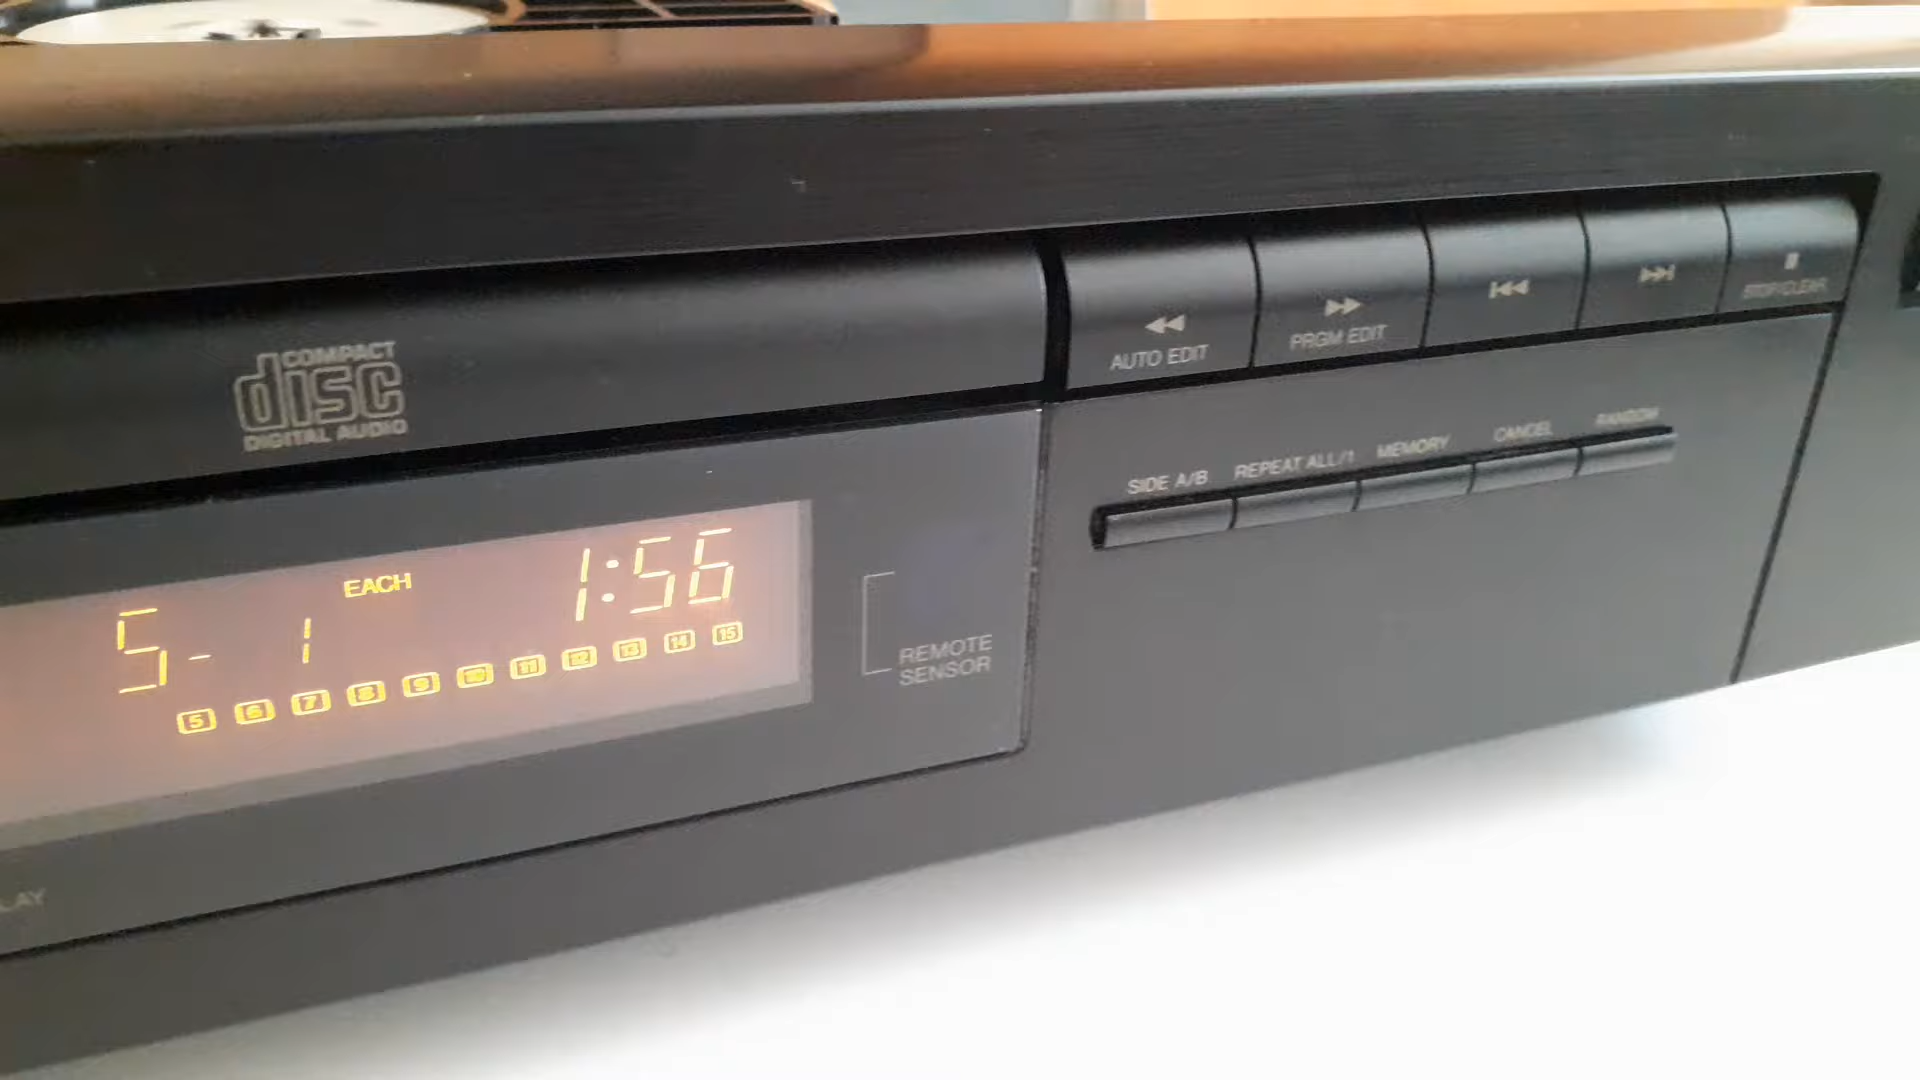 COMPACT
disc
DIGITAL AUDIO
AUTO EDIT
PRGM EDIT
STOP/CLEAR
SIDE A/B
REPEAT ALL/1
MEMORY
CANCEL
RANDOM
EACH
5- 1
1:56
5 6 7 8 9 10 11 12 13 14 15
REMOTE
SENSOR
LAY